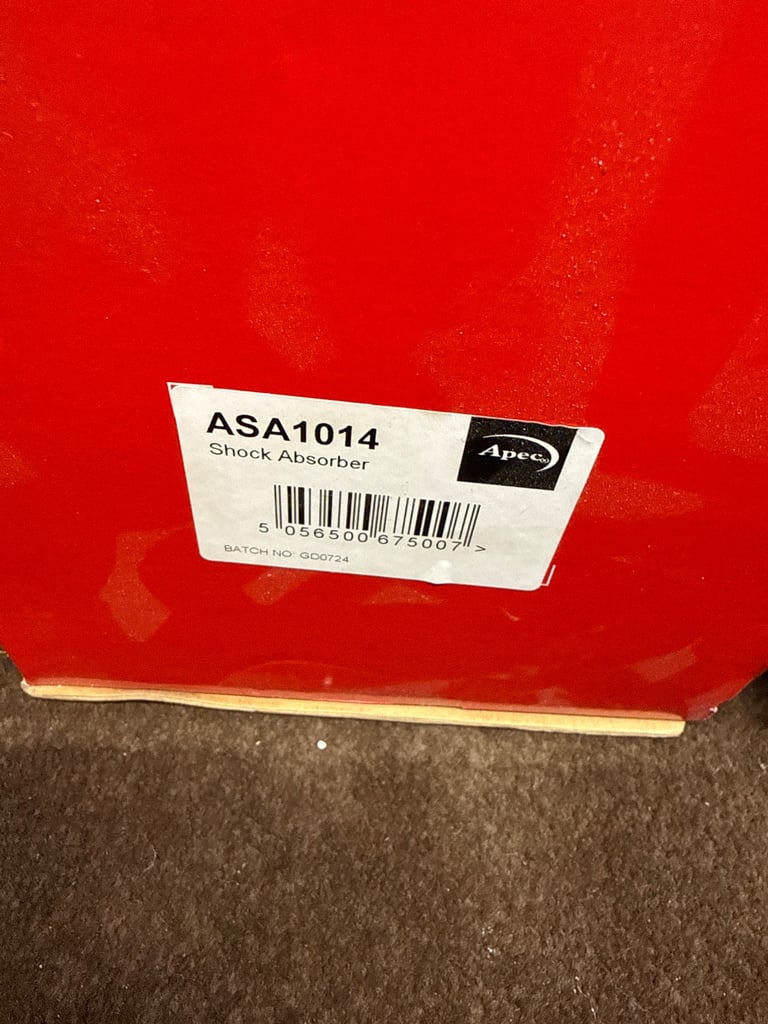 ASA1014
Shock Absorber
Apec
5 056500 675007 >
BATCH NO: GD0724